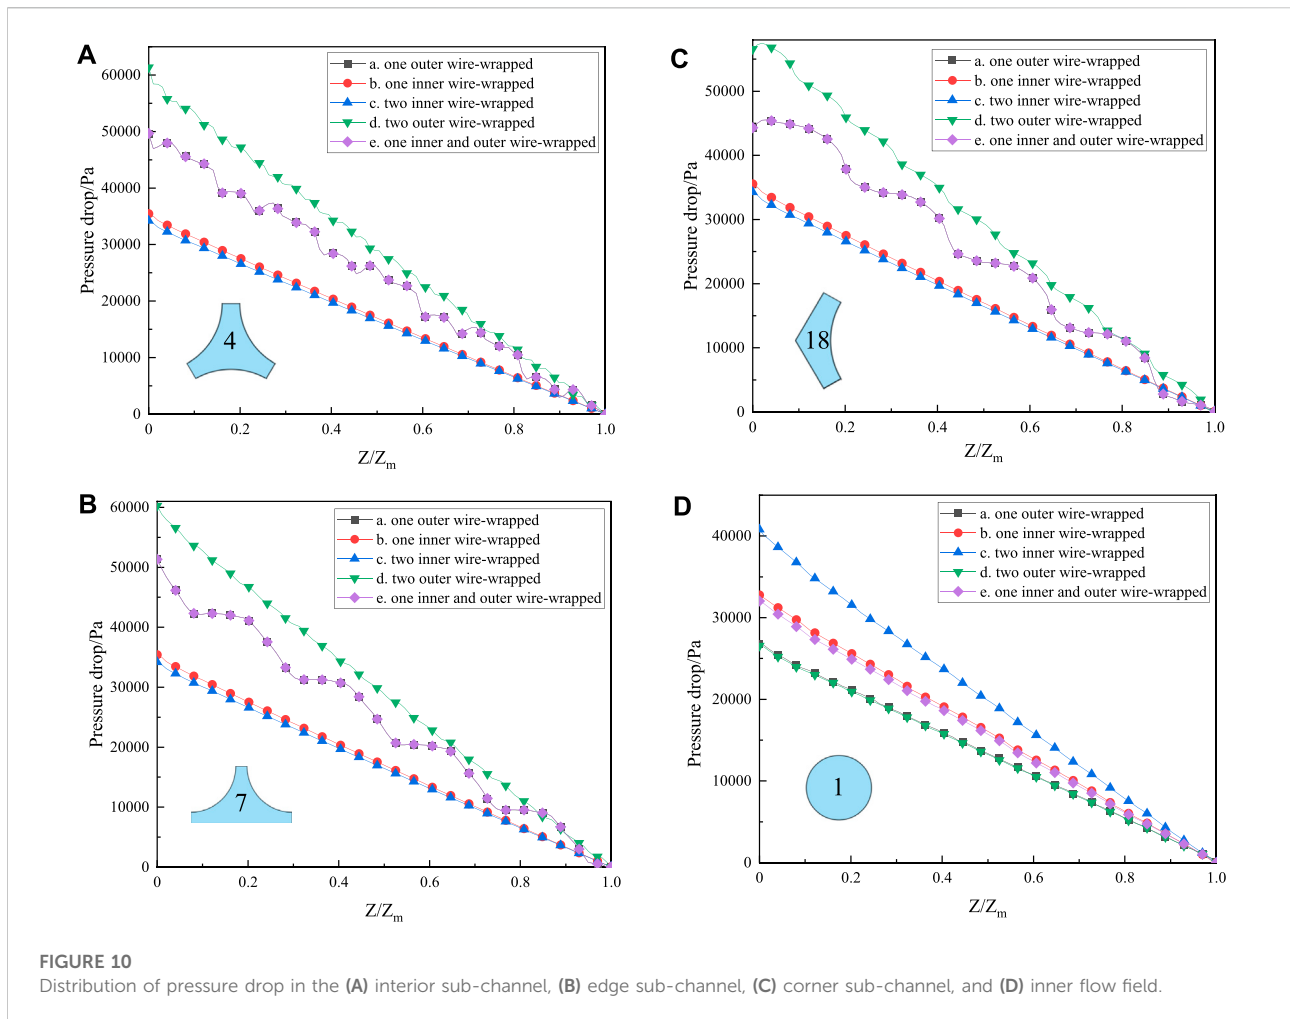 A
a. one outer wire-wrapped
b. one inner wire-wrapped
c. two inner wire-wrapped
d. two outer wire-wrapped
e. one inner and outer wire-wrapped
Pressure drop/Pa
60000
50000
40000
30000
20000
10000
0
4
0 0.2 0.4 0.6 0.8 1.0
Z/Zm
C
a. one outer wire-wrapped
b. one inner wire-wrapped
c. two inner wire-wrapped
d. two outer wire-wrapped
e. one inner and outer wire-wrapped
Pressure drop/Pa
50000
40000
30000
20000
10000
0
18
0 0.2 0.4 0.6 0.8 1.0
Z/Zm
B
a. one outer wire-wrapped
b. one inner wire-wrapped
c. two inner wire-wrapped
d. two outer wire-wrapped
e. one inner and outer wire-wrapped
Pressure drop/Pa
60000
50000
40000
30000
20000
10000
0
7
0 0.2 0.4 0.6 0.8 1.0
Z/Zm
D
a. one outer wire-wrapped
b. one inner wire-wrapped
c. two inner wire-wrapped
d. two outer wire-wrapped
e. one inner and outer wire-wrapped
Pressure drop/Pa
40000
30000
20000
10000
0
1
0 0.2 0.4 0.6 0.8 1.0
Z/Zm
FIGURE 10
Distribution of pressure drop in the (A) interior sub-channel, (B) edge sub-channel, (C) corner sub-channel, and (D) inner flow field.